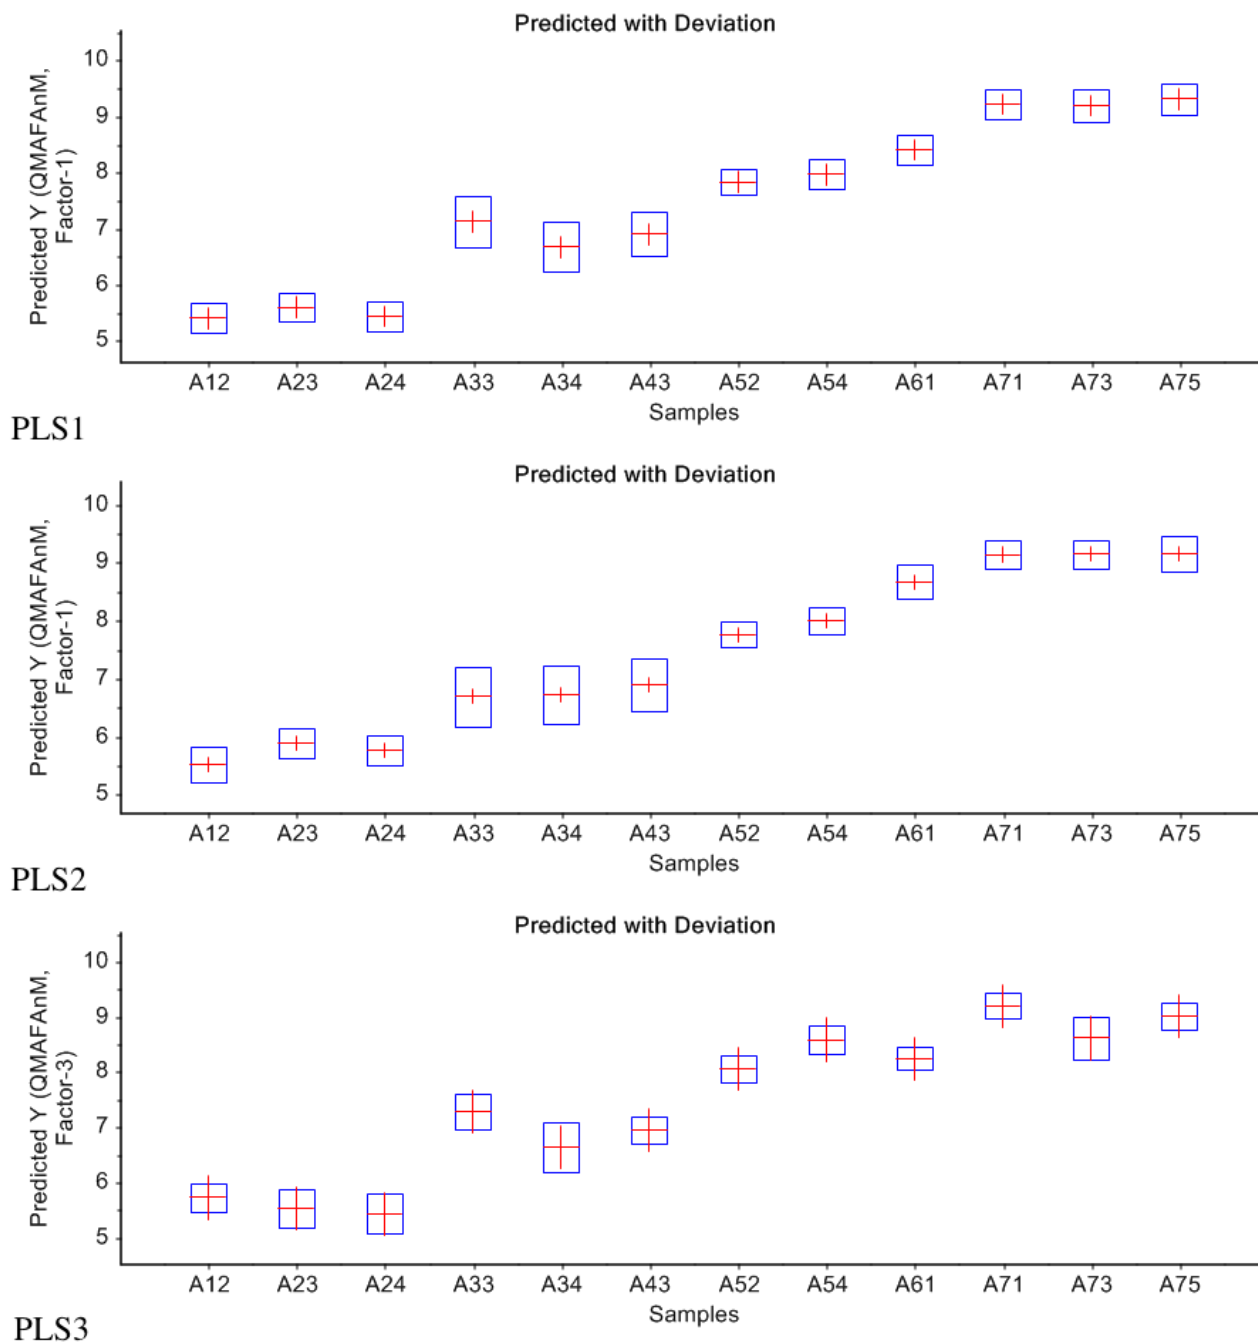 Predicted with Deviation
10
9
8
7
6
5
Predicted Y (QMAFAnM,
Factor-1)
A12 A23 A24 A33 A34 A43 A52 A54 A61 A71 A73 A75
Samples
PLS1
Predicted with Deviation
10
9
8
7
6
5
Predicted Y (QMAFAnM,
Factor-1)
A12 A23 A24 A33 A34 A43 A52 A54 A61 A71 A73 A75
Samples
PLS2
Predicted with Deviation
10
9
8
7
6
5
Predicted Y (QMAFAnM,
Factor-3)
A12 A23 A24 A33 A34 A43 A52 A54 A61 A71 A73 A75
Samples
PLS3